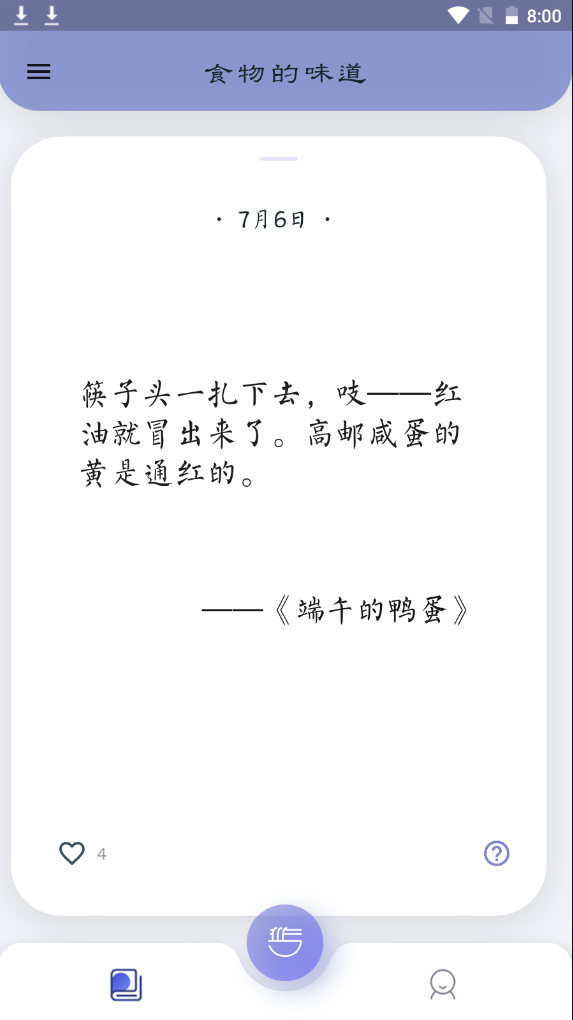 8:00
食物的味道
· 7月6日 ·
筷子头一扎下去，吱——红
油就冒出来了。高邮咸蛋的
黄是通红的。
——《端午的鸭蛋》
4